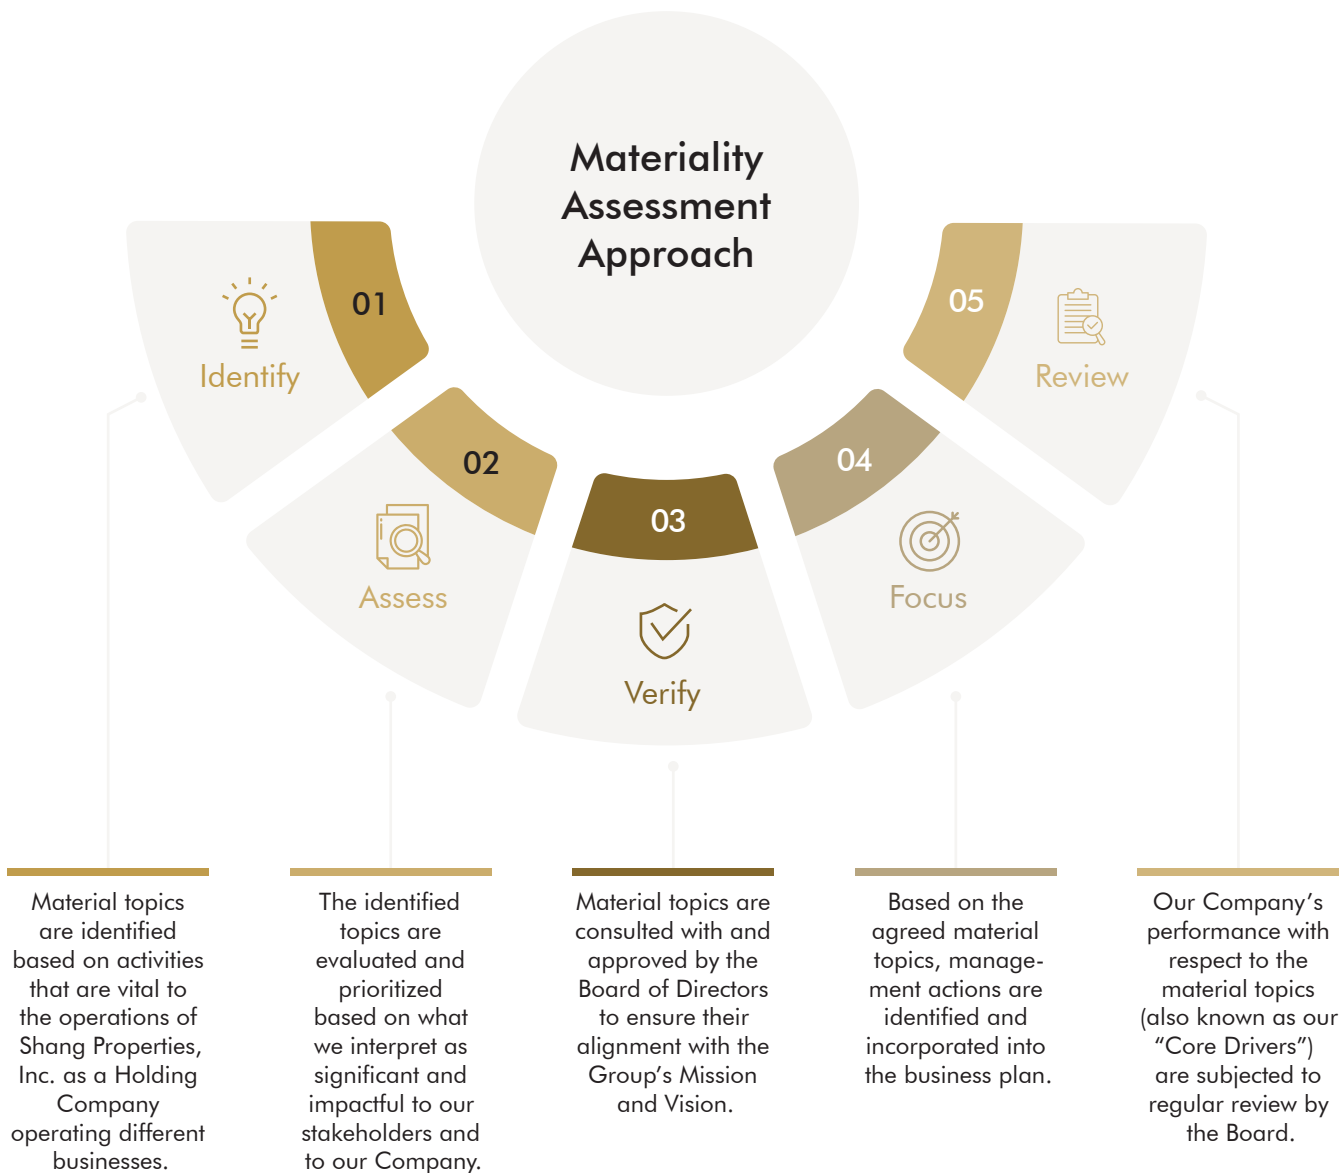 Materiality
Assessment
Approach
01
Identify
02
Assess
03
Verify
04
Focus
05
Review
Material topics
are identified
based on activities
that are vital to
the operations of
Shang Properties,
Inc. as a Holding
Company
operating different
businesses.
The identified
topics are
evaluated and
prioritized
based on what
we interpret as
significant and
impactful to our
stakeholders and
to our Company.
Material topics are
consulted with and
approved by the
Board of Directors
to ensure their
alignment with the
Group’s Mission
and Vision.
Based on the
agreed material
topics, manage-
ment actions are
identified and
incorporated into
the business plan.
Our Company’s
performance with
respect to the
material topics
(also known as our
“Core Drivers”)
are subjected to
regular review by
the Board.